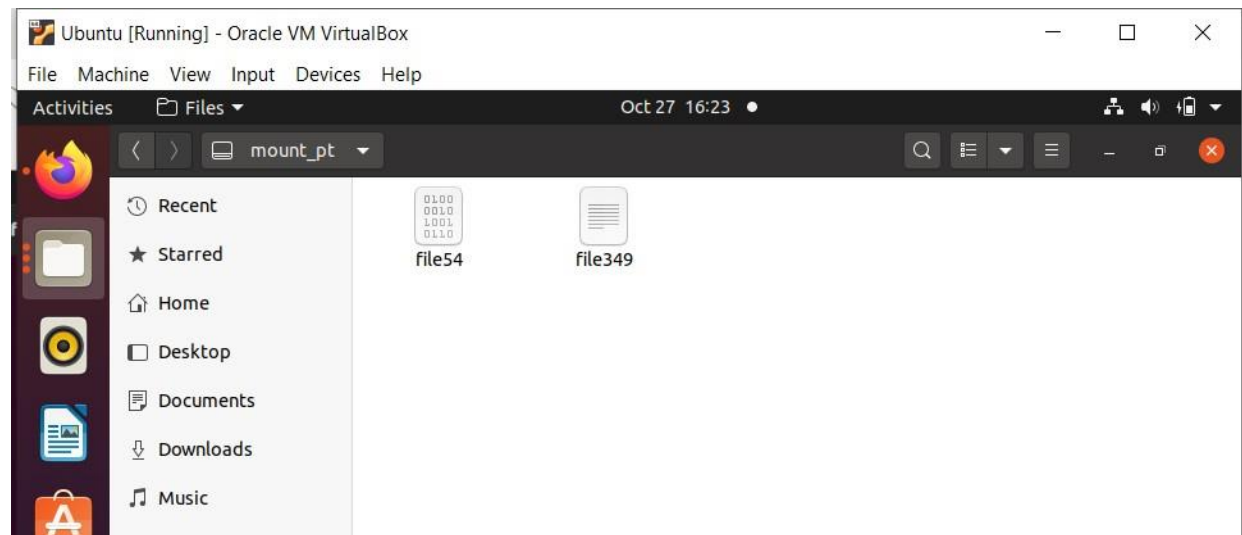 Ubuntu [Running] - Oracle VM VirtualBox
File Machine View Input Devices Help
Activities Files Oct 27 16:23
mount_pt
Recent
Starred
Home
Desktop
Documents
Downloads
Music
0100
0010
1001
0110
file54
file349